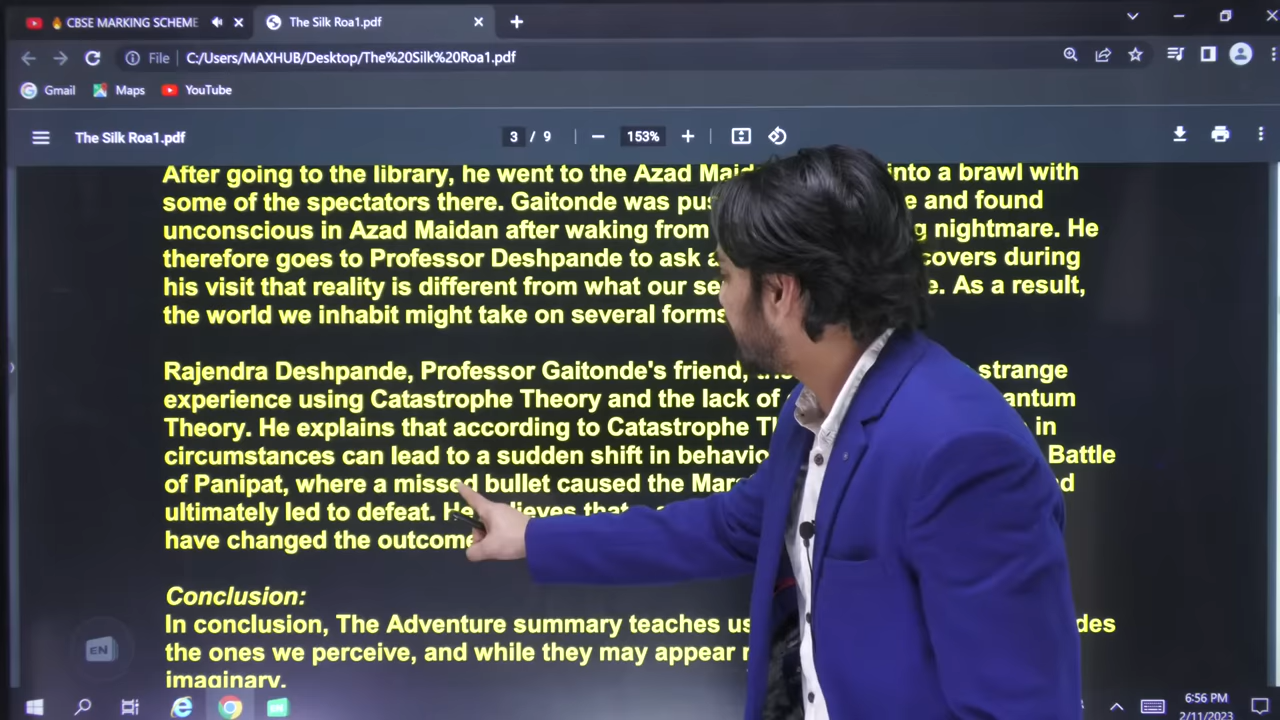 CBSE MARKING SCHEME
The Silk Roa1.pdf
File C:/Users/MAXHUB/Desktop/The%20Silk%20Roa1.pdf
Gmail Maps YouTube
The Silk Roa1.pdf 3 / 9 153%
After going to the library, he went to the Azad into a brawl with
some of the spectators there. Gaitonde was and found
unconscious in Azad Maidan after waking from nightmare. He
therefore goes to Professor Deshpande to ask during
his visit that reality is different from what our As a result,
the world we inhabit might take on several forms
Rajendra Deshpande, Professor Gaitonde's friend, strange
experience using Catastrophe Theory and the lack of
Theory. He explains that according to Catastrophe in
circumstances can lead to a sudden shift in Battle
of Panipat, where a missed bullet caused the
ultimately led to defeat. He believes that
have changed the outcome
Conclusion:
In conclusion, The Adventure summary teaches us
the ones we perceive, and while they may appear
imaginary.
EN
6:56 PM
2/11/2023